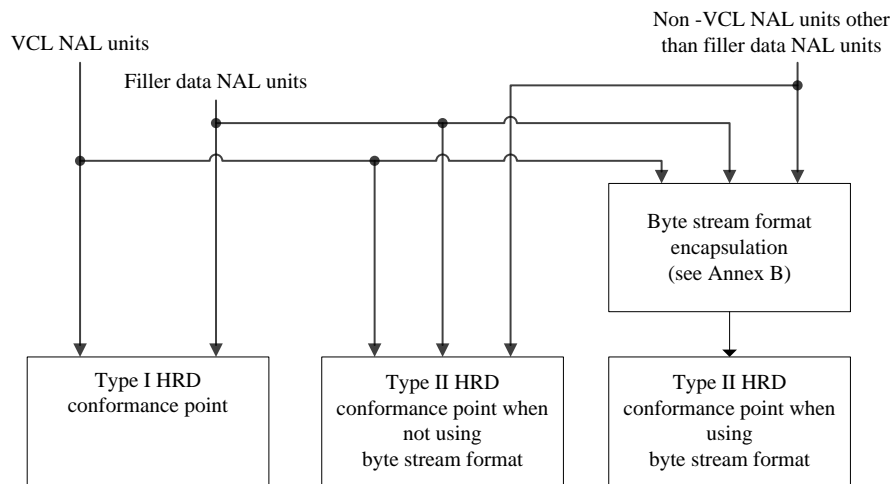 Non -VCL NAL units other
than filler data NAL units
VCL NAL units
Filler data NAL units
Byte stream format
encapsulation
(see Annex B)
Type I HRD
conformance point
Type II HRD
conformance point when
not using
byte stream format
Type II HRD
conformance point when
using
byte stream format